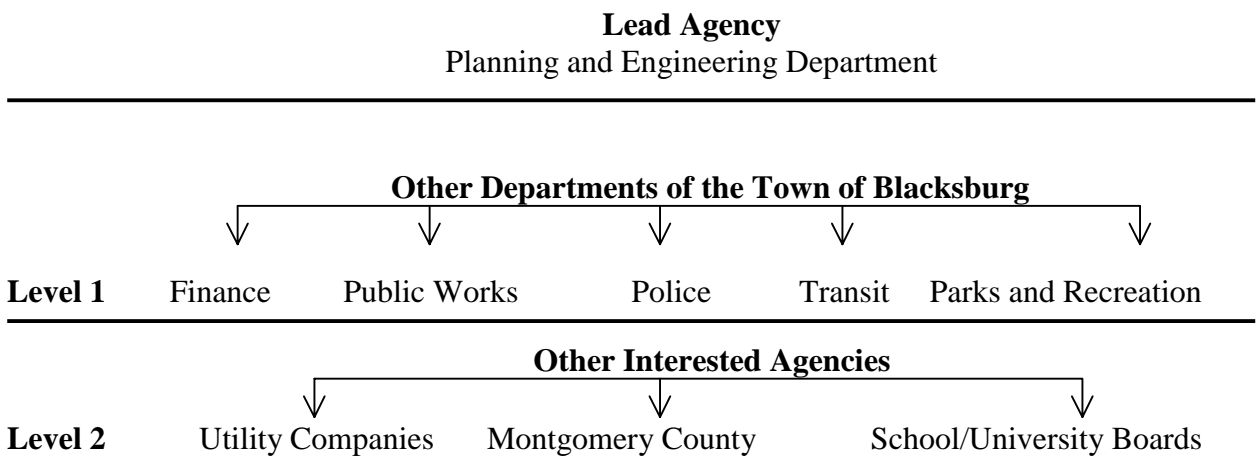 Lead Agency
Planning and Engineering Department
Other Departments of the Town of Blacksburg
Level 1 Finance Public Works Police Transit Parks and Recreation
Other Interested Agencies
Level 2 Utility Companies Montgomery County School/University Boards